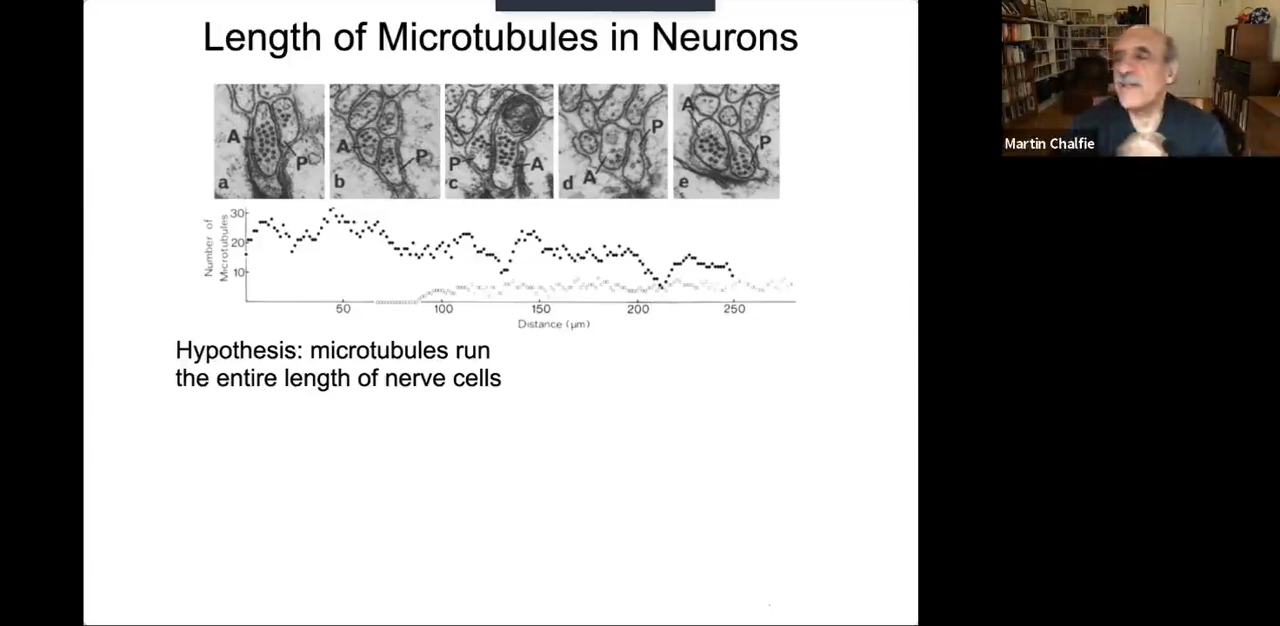 Length of Microtubules in Neurons
A P a
A P b
P A c
P A d
A P e
Number of
Microtubules
30
20
10
50 100 150 200 250
Distance (μm)
Hypothesis: microtubules run
the entire length of nerve cells
Martin Chalfie